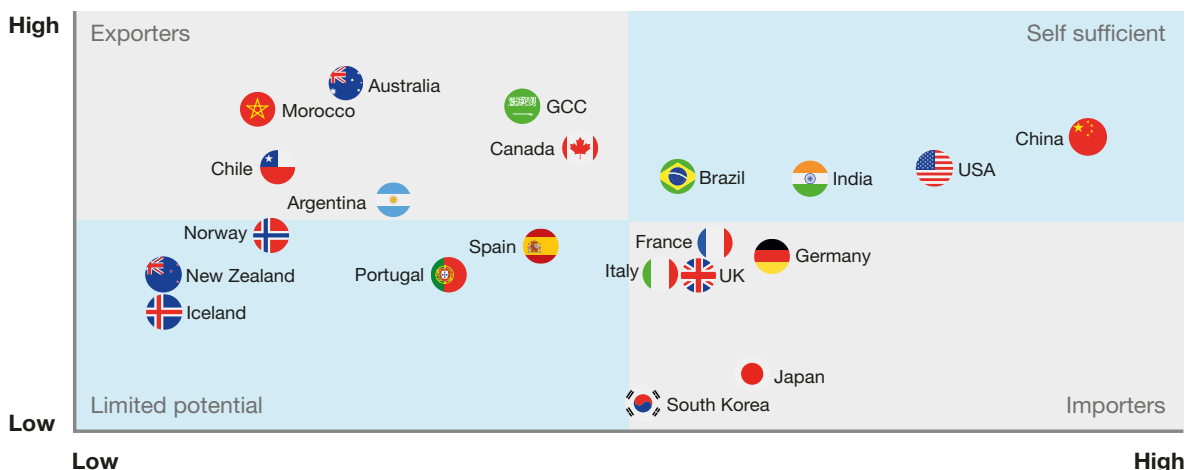 High
Exporters
Self sufficient
Australia
Morocco
GCC
Canada
China
Chile
Brazil
India
USA
Argentina
Norway
Spain
France
Germany
New Zealand
Portugal
Italy
UK
Iceland
Japan
South Korea
Limited potential
Importers
Low
Low
High